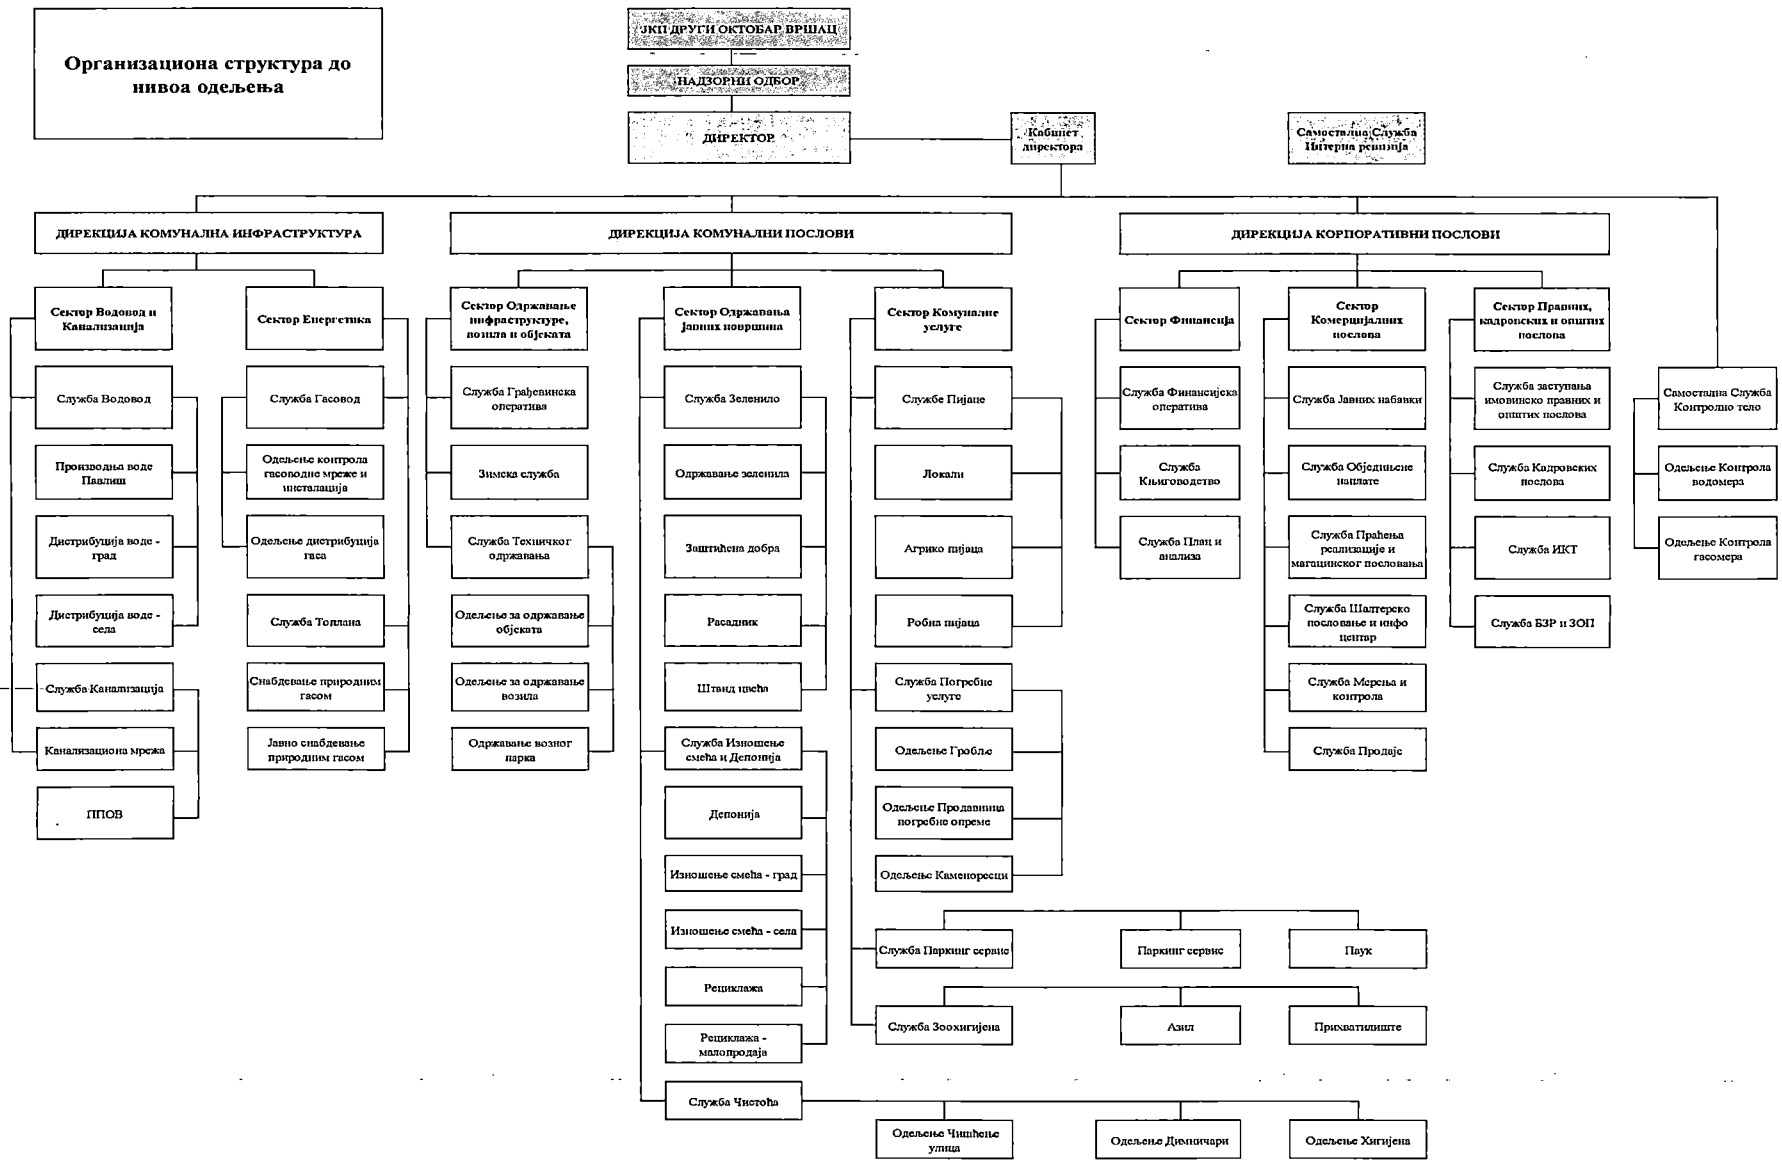 Организациона структура до
нивоа одељења
ЈКП ДРУГИ ОКТОБАР ВРШАЦ
НАДЗОРНИ ОДБОР
ДИРЕКТОР
Кабинет
директора
Самостална Служба
Интерна ревизија
ДИРЕКЦИЈА КОМУНАЛНА ИНФРАСТРУКТУРА
ДИРЕКЦИЈА КОМУНАЛНИ ПОСЛОВИ
ДИРЕКЦИЈА КОРПОРАТИВНИ ПОСЛОВИ
Сектор Водовод и
Канализација
Сектор Енергетика
Сектор Одржавање
инфраструктуре,
возила и објеката
Сектор Одржавања
јавних површина
Сектор Комуналне
услуге
Сектор Финансија
Сектор
Комерцијалних
послова
Сектор Правних,
кадровских и општих
послова
Служба Водовод
Служба Гасовод
Служба Грађевинска
оператива
Служба Зеленило
Службе Пијаце
Служба Финансијска
оператива
Служба Јавних набавки
Служба заступања
имовинско правних и
општих послова
Самостална Служба
Контролно тело
Производња воде
Павлиш
Одељење контрола
гасоводне мреже и
инсталација
Зимска служба
Одржавање зеленила
Локали
Служба
Књиговодство
Служба Обједињене
наплате
Служба Кадровских
послова
Одељење Контрола
водомера
Дистрибуција воде -
град
Одељење дистрибуција
гаса
Служба Техничког
одржавања
Заштићена добра
Агрико пијаца
Служба План и
анализа
Служба Праћења
реализације и
магацинског пословања
Служба ИКТ
Одељење Контрола
гасомера
Дистрибуција воде -
села
Служба Топлана
Одељење за одржавање
објеката
Расадник
Робна пијаца
Служба Шалтерско
пословање и инфо
центар
Служба БЗР и ЗОП
Служба Канализација
Снабдевање природним
гасом
Одељење за одржавање
возила
Штанд цвећа
Служба Погребне
услуге
Служба Мерења и
контрола
Канализациона мрежа
Јавно снабдевање
природним гасом
Одржавање возног
парка
Служба Изношење
смећа и Депонија
Одељење Гробље
Служба Продаје
ППОВ
Депонија
Одељење Продавница
погребне опреме
Изношење смећа - град
Одељење Каменоресци
Изношење смећа - села
Служба Паркинг сервис
Паркинг сервис
Паук
Рециклажа
Рециклажа -
малопродаја
Служба Зоохигијена
Азил
Прихватилиште
Служба Чистоћа
Одељење Чишћење
улица
Одељење Димничари
Одељење Хигијена